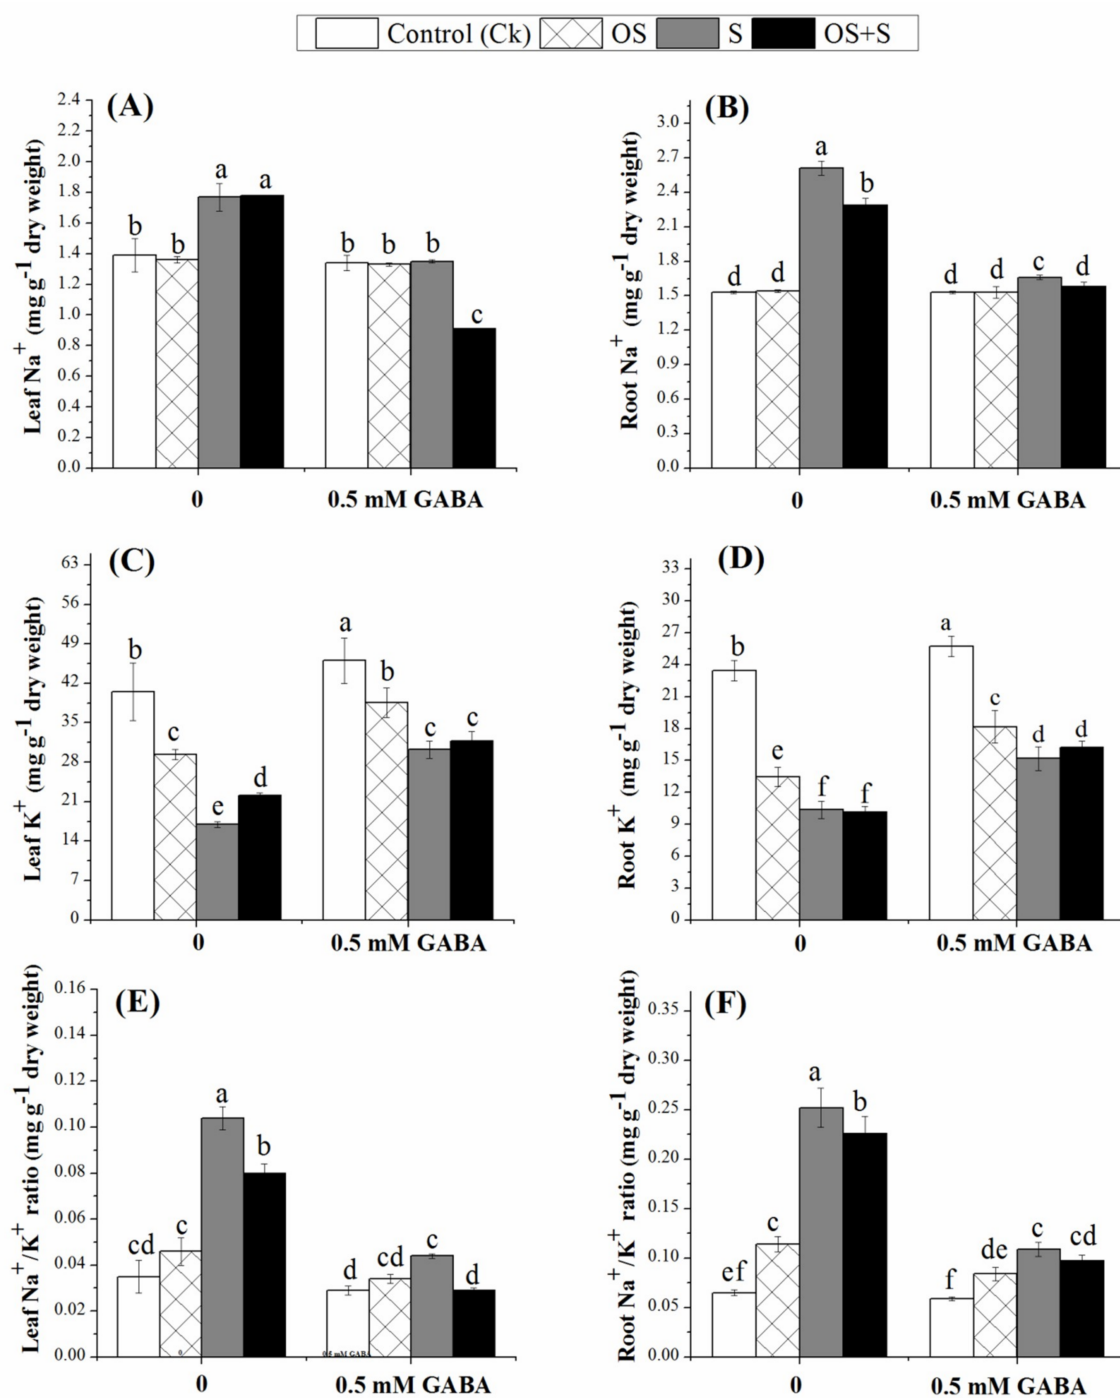 Control (Ck) OS S OS+S
(A)
Leaf Na⁺ (mg g⁻¹ dry weight)
2.4
2.2
2.0
1.8
1.6
1.4
1.2
1.0
0.8
0.6
0.4
0.2
0.0
b b a a b b b c
0 0.5 mM GABA
(B)
Root Na⁺ (mg g⁻¹ dry weight)
3.0
2.7
2.4
2.1
1.8
1.5
1.2
0.9
0.6
0.3
0.0
d d a b d d c d
0 0.5 mM GABA
(C)
Leaf K⁺ (mg g⁻¹ dry weight)
63
56
49
42
35
28
21
14
7
0
b c e d a b c c
0 0.5 mM GABA
(D)
Root K⁺ (mg g⁻¹ dry weight)
33
30
27
24
21
18
15
12
9
6
3
0
b e f f a c d d
0 0.5 mM GABA
(E)
Leaf Na⁺/K⁺ ratio (mg g⁻¹ dry weight)
0.16
0.14
0.12
0.10
0.08
0.06
0.04
0.02
0.00
cd c a b d cd c d
0 0.5 mM GABA
0 0.5 mM GABA
(F)
Root Na⁺/K⁺ ratio (mg g⁻¹ dry weight)
0.35
0.30
0.25
0.20
0.15
0.10
0.05
0.00
ef c a b f de c cd
0 0.5 mM GABA